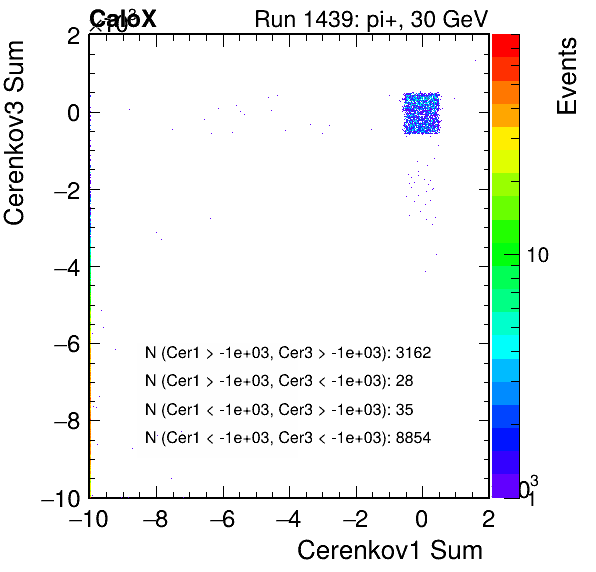 ×10³
CaloX Run 1439: pi+, 30 GeV
Cerenkov3 Sum
Events
2
0
−2
−4
−6
−8
−10
10
1
N (Cer1 > -1e+03, Cer3 > -1e+03): 3162
N (Cer1 > -1e+03, Cer3 < -1e+03): 28
N (Cer1 < -1e+03, Cer3 > -1e+03): 35
N (Cer1 < -1e+03, Cer3 < -1e+03): 8854
−10 −8 −6 −4 −2 0 2
Cerenkov1 Sum